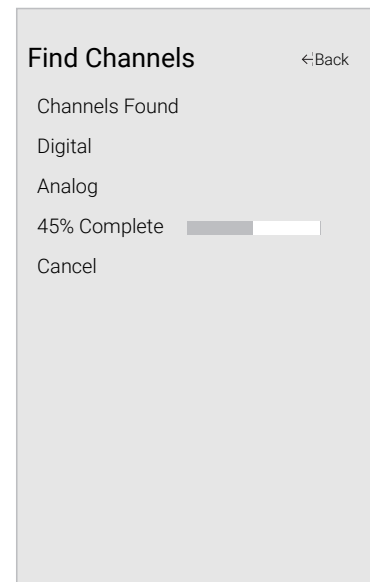 Find Channels
←Back
Channels Found
Digital
Analog
45% Complete
Cancel